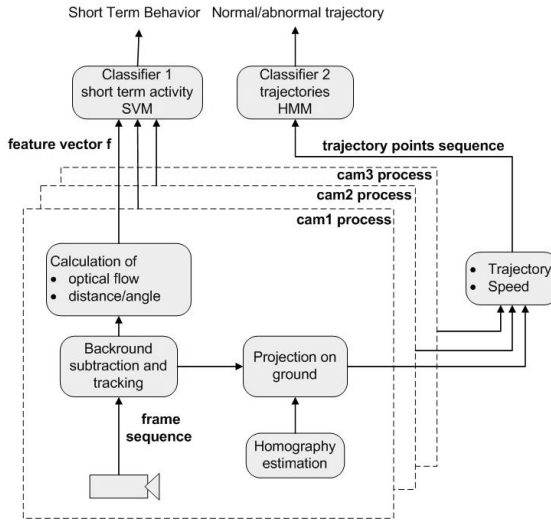 Short Term Behavior
Normal/abnormal trajectory
Classifier 1
short term activity
SVM
Classifier 2
trajectories
HMM
feature vector f
trajectory points sequence
cam3 process
cam2 process
cam1 process
Calculation of
• optical flow
• distance/angle
• Trajectory
• Speed
Backround
subtraction and
tracking
Projection on
ground
frame
sequence
Homography
estimation